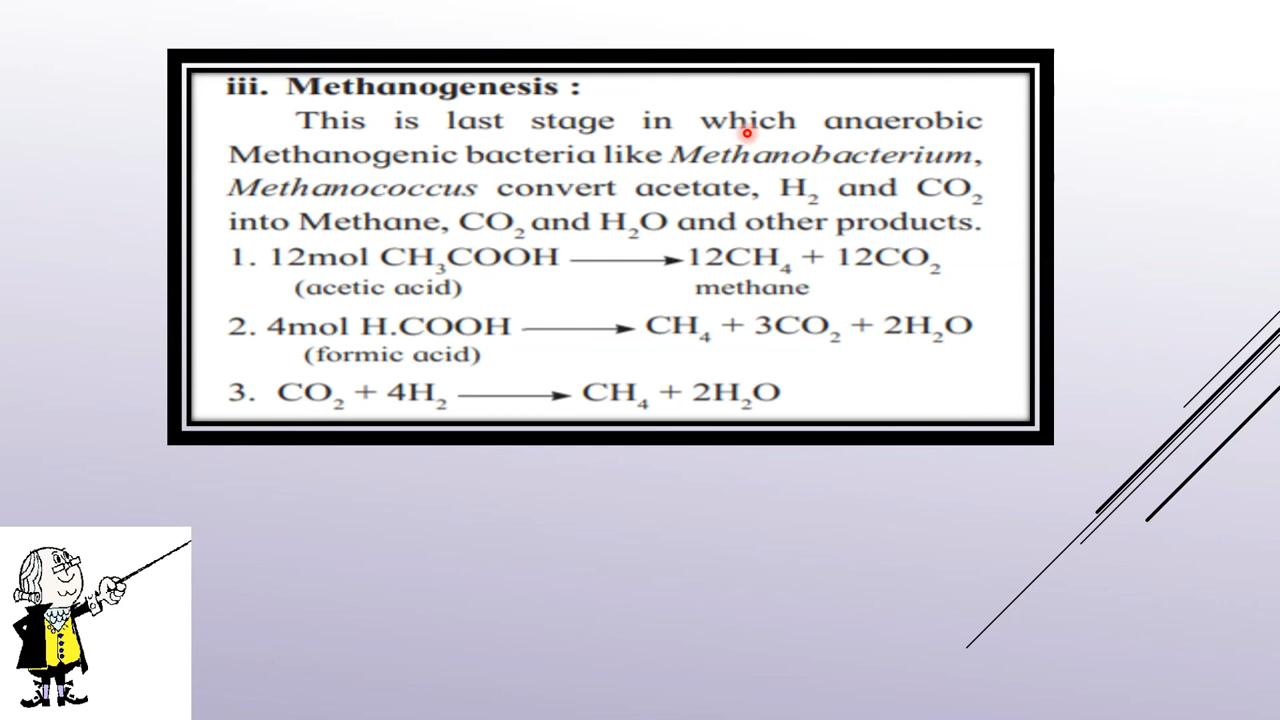 iii. Methanogenesis :
This is last stage in which anaerobic
Methanogenic bacteria like Methanobacterium,
Methanococcus convert acetate, H₂ and CO₂
into Methane, CO₂ and H₂O and other products.
1. 12mol CH₃COOH ⟶ 12CH₄ + 12CO₂
(acetic acid) methane
2. 4mol H.COOH ⟶ CH₄ + 3CO₂ + 2H₂O
(formic acid)
3. CO₂ + 4H₂ ⟶ CH₄ + 2H₂O